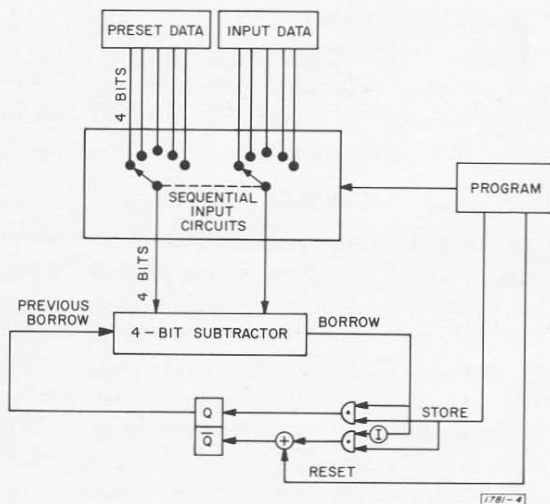 PRESET DATA
INPUT DATA
4 BITS
SEQUENTIAL
INPUT
CIRCUITS
PROGRAM
4 BITS
PREVIOUS
BORROW
4-BIT SUBTRACTOR
BORROW
STORE
Q
Q̅
+
I
RESET
1781-4